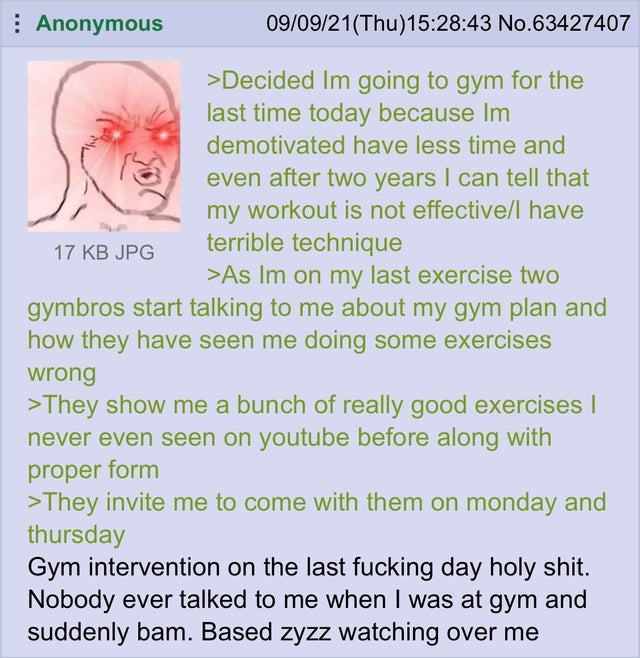 Anonymous 09/09/21(Thu)15:28:43 No.63427407
>Decided Im going to gym for the
last time today because Im
demotivated have less time and
even after two years I can tell that
my workout is not effective/I have
terrible technique
17 KB JPG
>As Im on my last exercise two
gymbros start talking to me about my gym plan and
how they have seen me doing some exercises
wrong
>They show me a bunch of really good exercises I
never even seen on youtube before along with
proper form
>They invite me to come with them on monday and
thursday
Gym intervention on the last fucking day holy shit.
Nobody ever talked to me when I was at gym and
suddenly bam. Based zyzz watching over me